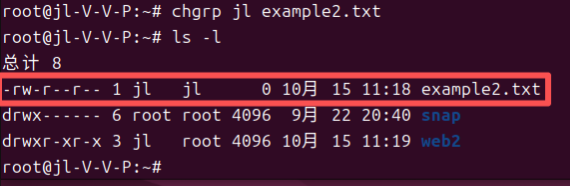 root@jl-V-V-P:~# chgrp jl example2.txt
root@jl-V-V-P:~# ls -l
总计 8
-rw-r--r-- 1 jl   jl      0 10月 15 11:18 example2.txt
drwx------ 6 root root 4096  9月 22 20:40 snap
drwxr-xr-x 3 jl   root 4096 10月 15 11:19 web2
root@jl-V-V-P:~#